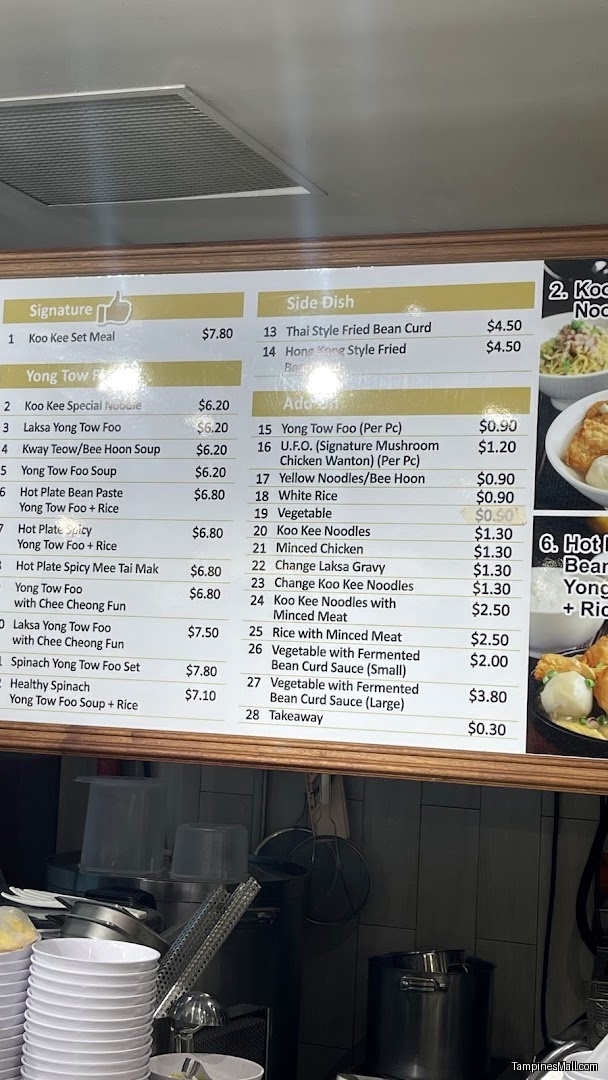 Signature
1 Koo Kee Set Meal $7.80
Yong Tow
2 Koo Kee Special Noodle $6.20
3 Laksa Yong Tow Foo $6.20
4 Kway Teow/Bee Hoon Soup $6.20
5 Yong Tow Foo Soup $6.20
6 Hot Plate Bean Paste $6.80
Yong Tow Foo + Rice
7 Hot Plate Spicy $6.80
Yong Tow Foo + Rice
Hot Plate Spicy Mee Tai Mak $6.80
Yong Tow Foo $6.80
with Chee Cheong Fun
0 Laksa Yong Tow Foo $7.50
with Chee Cheong Fun
1 Spinach Yong Tow Foo Set $7.80
2 Healthy Spinach $7.10
Yong Tow Foo Soup + Rice
Side Dish
13 Thai Style Fried Bean Curd $4.50
14 Hong Kong Style Fried $4.50
Add On
15 Yong Tow Foo (Per Pc) $0.90
16 U.F.O. (Signature Mushroom $1.20
Chicken Wanton) (Per Pc)
17 Yellow Noodles/Bee Hoon $0.90
18 White Rice $0.90
19 Vegetable $0.90
20 Koo Kee Noodles $1.30
21 Minced Chicken $1.30
22 Change Laksa Gravy $1.30
23 Change Koo Kee Noodles $1.30
24 Koo Kee Noodles with $2.50
Minced Meat
25 Rice with Minced Meat $2.50
26 Vegetable with Fermented $2.00
Bean Curd Sauce (Small)
27 Vegetable with Fermented $3.80
Bean Curd Sauce (Large)
28 Takeaway $0.30
2. Koo
Noo
6. Hot
Bean
Yong
+ Ric
TampinesMall.com